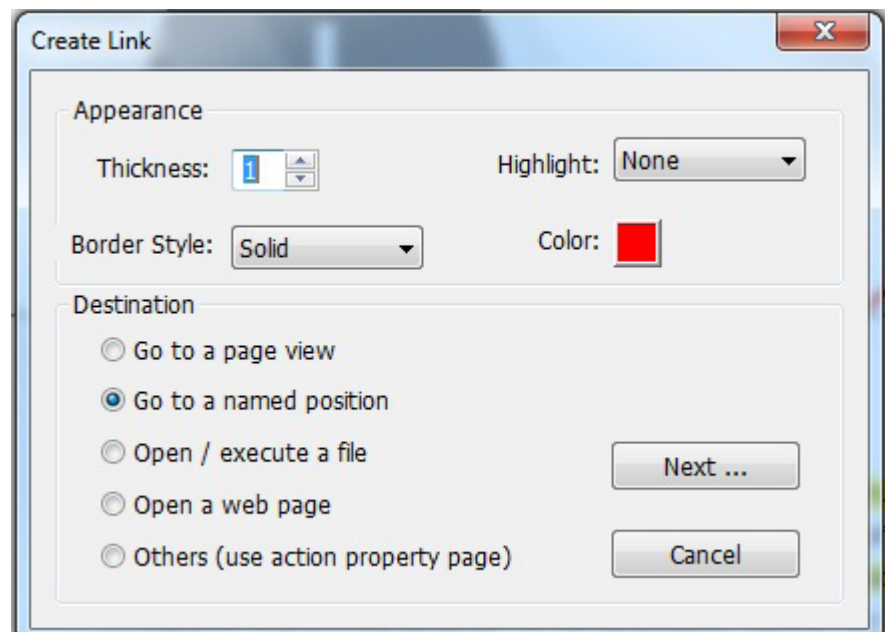 Create Link
Appearance
Thickness: 1
Highlight: None
Border Style: Solid
Color:
Destination
Go to a page view
Go to a named position
Open / execute a file
Next ...
Open a web page
Others (use action property page)
Cancel